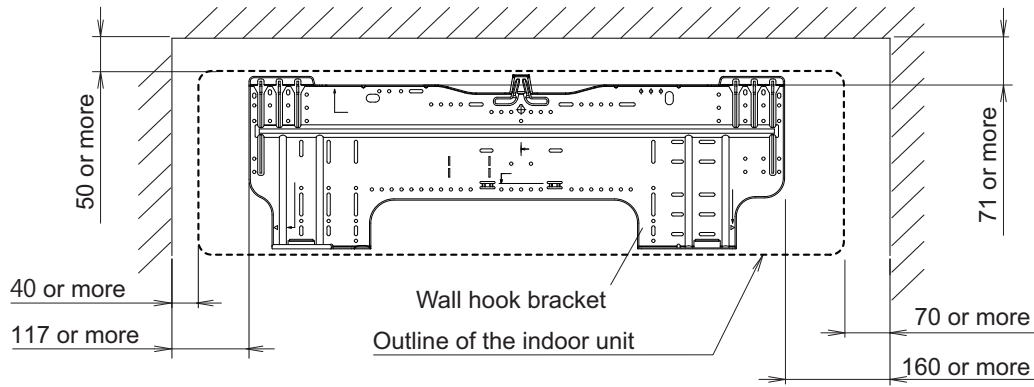 50 or more
71 or more
40 or more
117 or more
Wall hook bracket
Outline of the indoor unit
70 or more
160 or more